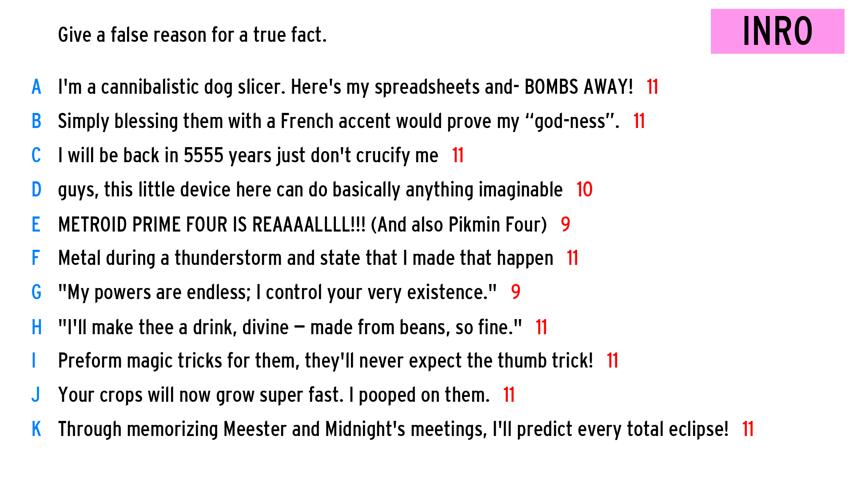 Give a false reason for a true fact.
INRO
A I'm a cannibalistic dog slicer. Here's my spreadsheets and- BOMBS AWAY! 11
B Simply blessing them with a French accent would prove my “god-ness”. 11
C I will be back in 5555 years just don't crucify me 11
D guys, this little device here can do basically anything imaginable 10
E METROID PRIME FOUR IS REAAAALLLL!!! (And also Pikmin Four) 9
F Metal during a thunderstorm and state that I made that happen 11
G "My powers are endless; I control your very existence." 9
H "I'll make thee a drink, divine — made from beans, so fine." 11
I Preform magic tricks for them, they'll never expect the thumb trick! 11
J Your crops will now grow super fast. I pooped on them. 11
K Through memorizing Meester and Midnight's meetings, I'll predict every total eclipse! 11